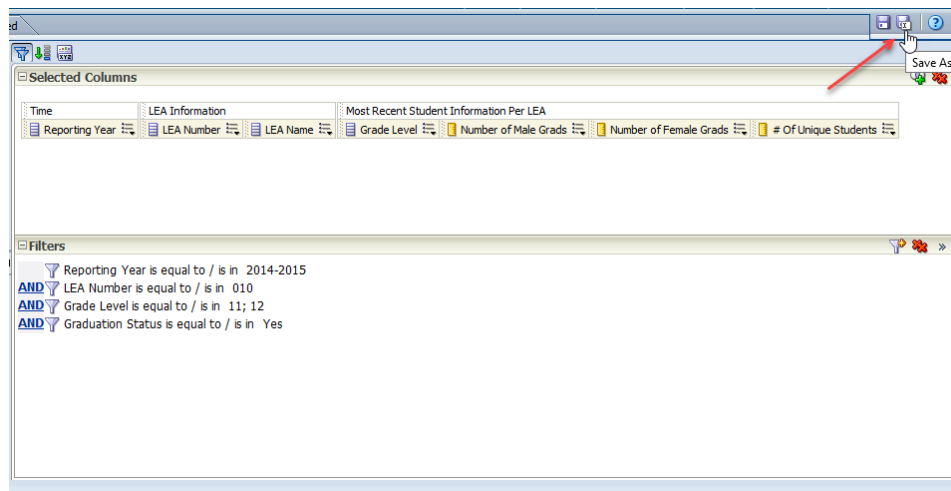 ed
Save As
Selected Columns
Time LEA Information Most Recent Student Information Per LEA
Reporting Year LEA Number LEA Name Grade Level Number of Male Grads Number of Female Grads # Of Unique Students
Filters
Reporting Year is equal to / is in 2014-2015
AND LEA Number is equal to / is in 010
AND Grade Level is equal to / is in 11; 12
AND Graduation Status is equal to / is in Yes